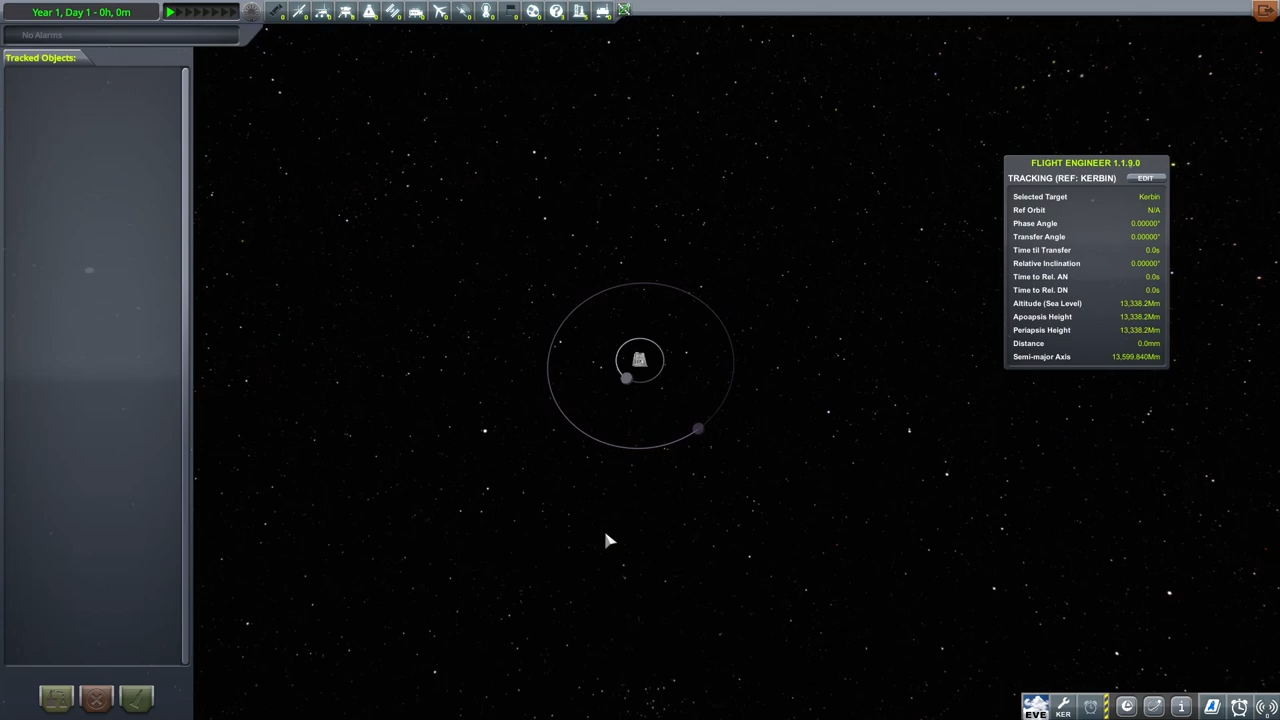 Year 1, Day 1 - 0h, 0m
No Alarms
Tracked Objects:
FLIGHT ENGINEER 1.1.9.0
TRACKING (REF: KERBIN) EDIT
Selected Target Kerbin
Ref Orbit N/A
Phase Angle 0.00000°
Transfer Angle 0.00000°
Time til Transfer 0.0s
Relative Inclination 0.00000°
Time to Rel. AN 0.0s
Time to Rel. DN 0.0s
Altitude (Sea Level) 13,338.2Mm
Apoapsis Height 13,338.2Mm
Periapsis Height 13,338.2Mm
Distance 0.0mm
Semi-major Axis 13,599.840Mm
EVE KER